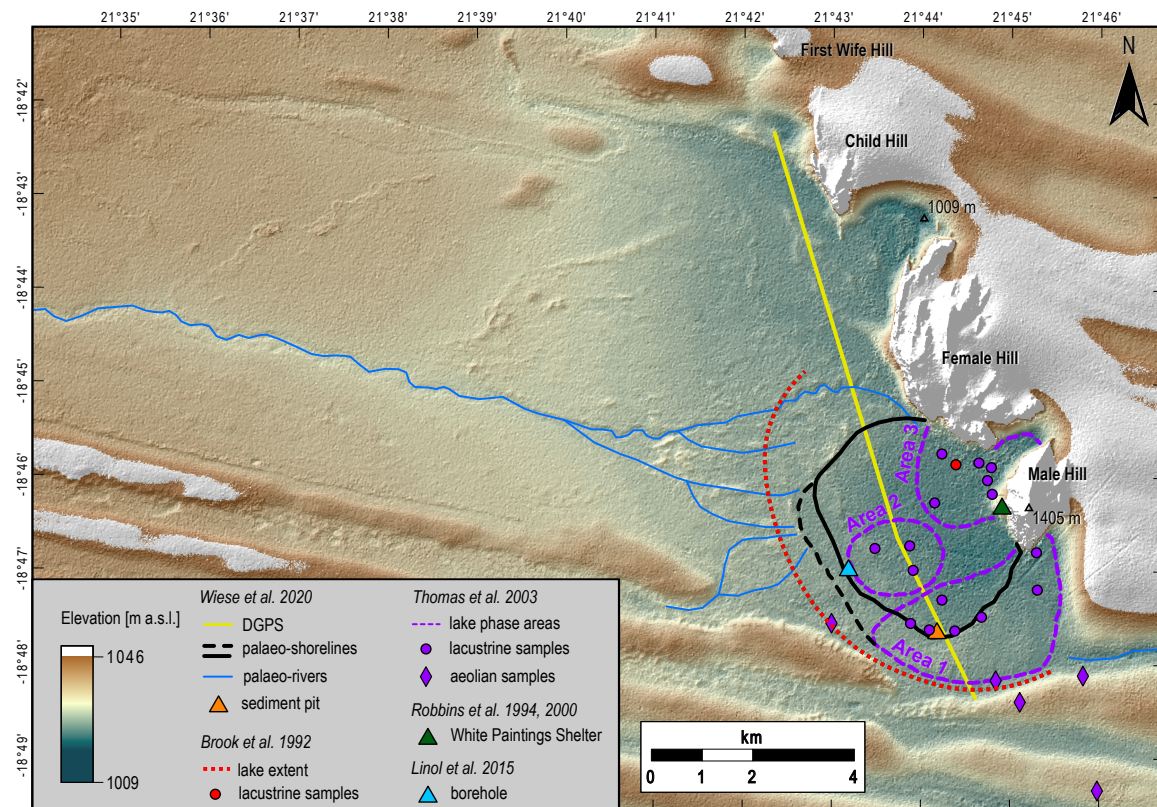 21°35' 21°36' 21°37' 21°38' 21°39' 21°40' 21°41' 21°42' 21°43' 21°44' 21°45' 21°46'
First Wife Hill
N
-18°42'
Child Hill
-18°43'
1009 m
-18°44'
-18°45'
Female Hill
Area 3
-18°46'
Male Hill
Area 2
1405 m
-18°47'
Area 1
-18°48'
-18°49'
Elevation [m a.s.l.]
1046
1009
Wiese et al. 2020
DGPS
palaeo-shorelines
palaeo-rivers
sediment pit
Brook et al. 1992
lake extent
lacustrine samples
Thomas et al. 2003
lake phase areas
lacustrine samples
aeolian samples
Robbins et al. 1994, 2000
White Paintings Shelter
Linol et al. 2015
borehole
km
0 1 2 4